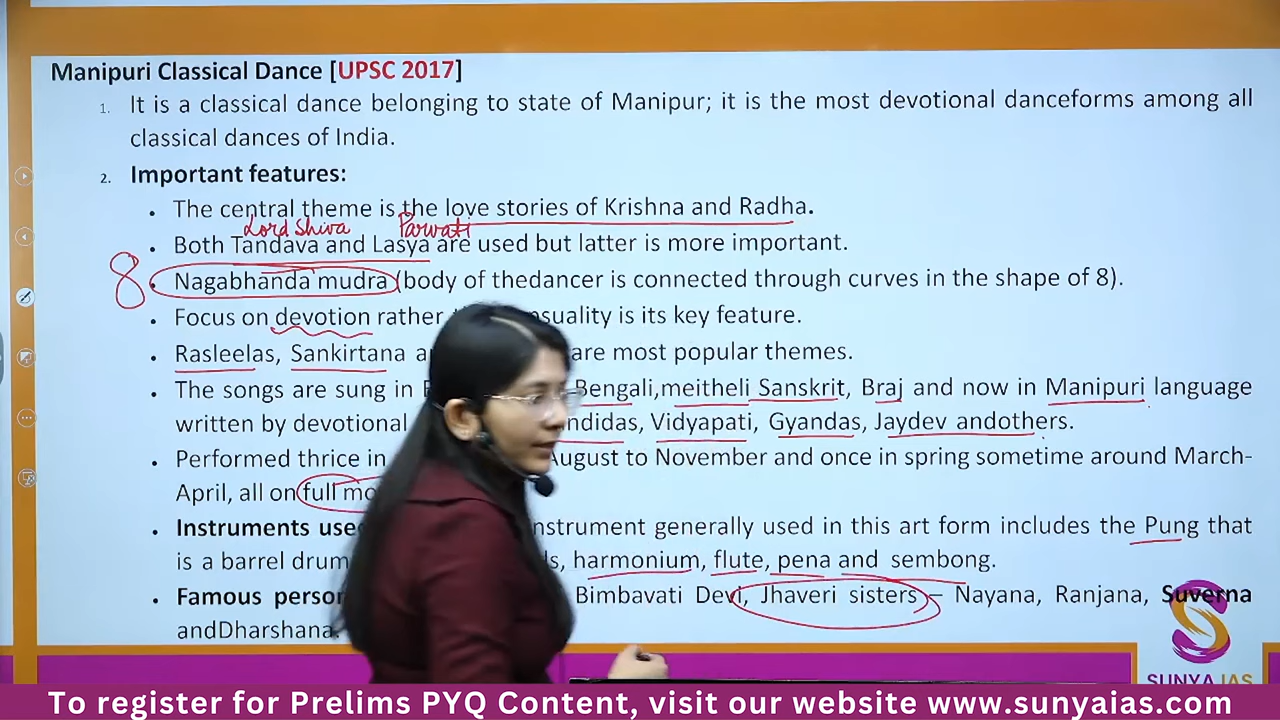 Manipuri Classical Dance [UPSC 2017]
1. It is a classical dance belonging to state of Manipur; it is the most devotional danceforms among all
classical dances of India.
2. Important features:
• The central theme is the love stories of Krishna and Radha.
Lord Shiva Parvati
• Both Tandava and Lasya are used but latter is more important.
8
• Nagabhanda mudra (body of thedancer is connected through curves in the shape of 8).
• Focus on devotion rather suality is its key feature.
• Rasleelas, Sankirtana are most popular themes.
• The songs are sung in Bengali,meitheli Sanskrit, Braj and now in Manipuri language
written by devotional ndidas, Vidyapati, Gyandas, Jaydev andothers.
• Performed thrice in August to November and once in spring sometime around March-
April, all on full mo
• Instruments use nstrument generally used in this art form includes the Pung that
is a barrel drum s, harmonium, flute, pena and sembong.
• Famous person Bimbavati Devi, Jhaveri sisters – Nayana, Ranjana, Suverna
andDharshana.
SUNYA IAS
To register for Prelims PYQ Content, visit our website www.sunyaias.com